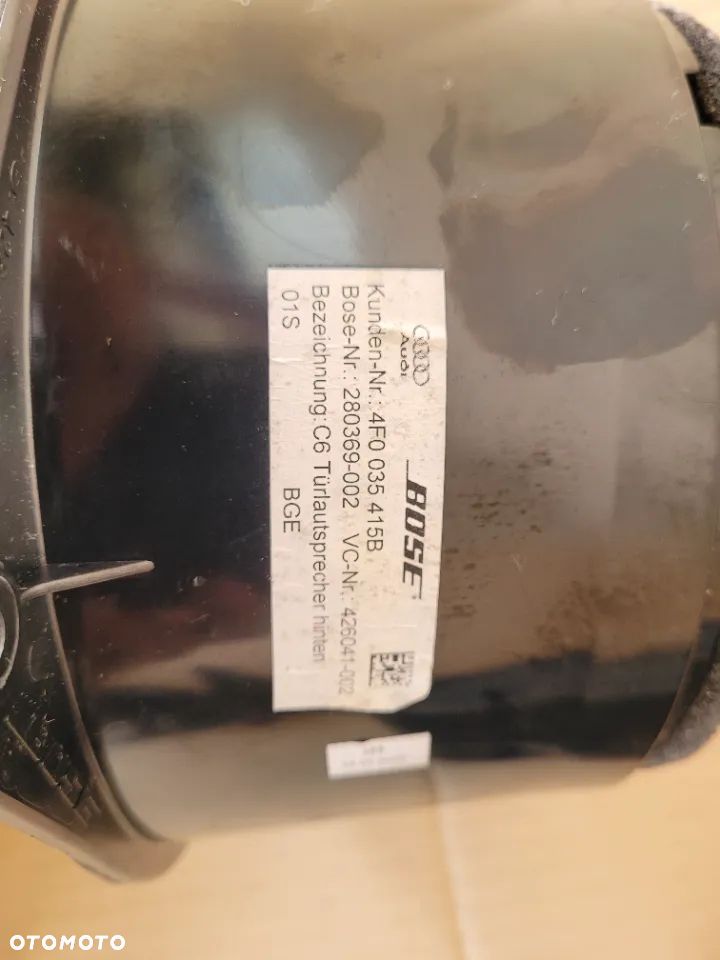 Audi
BOSE
Kunden-Nr.: 4F0 035 415B
Bose-Nr.: 280369-002 VC-Nr.: 426041-002
Bezeichnung:C6 Türlautsprecher hinten
01S BGE
OTOMOTO